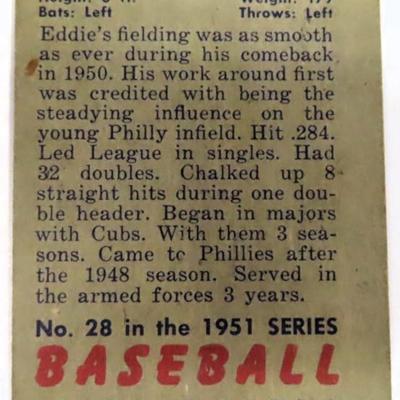 Bats: Left Throws: Left
Eddie's fielding was as smooth
as ever during his comeback
in 1950. His work around first
was credited with being the
steadying influence on the
young Philly infield. Hit .284.
Led League in singles. Had
32 doubles. Chalked up 8
straight hits during one dou-
ble header. Began in majors
with Cubs. With them 3 sea-
sons. Came to Phillies after
the 1948 season. Served in
the armed forces 3 years.
No. 28 in the 1951 SERIES
BASEBALL